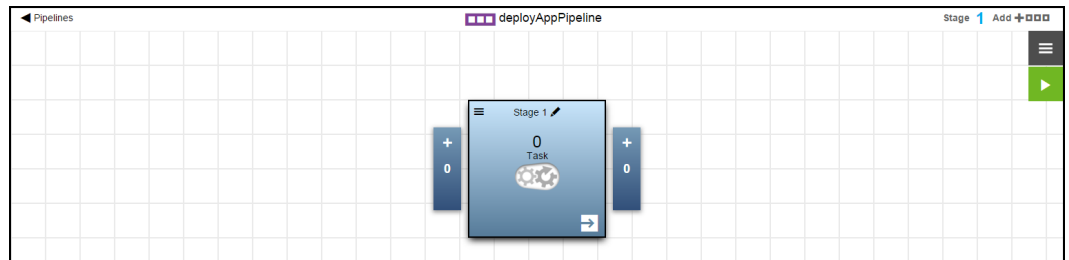 Pipelines
deployAppPipeline
Stage 1 Add
Stage 1
+ 0 +
Task
0 0